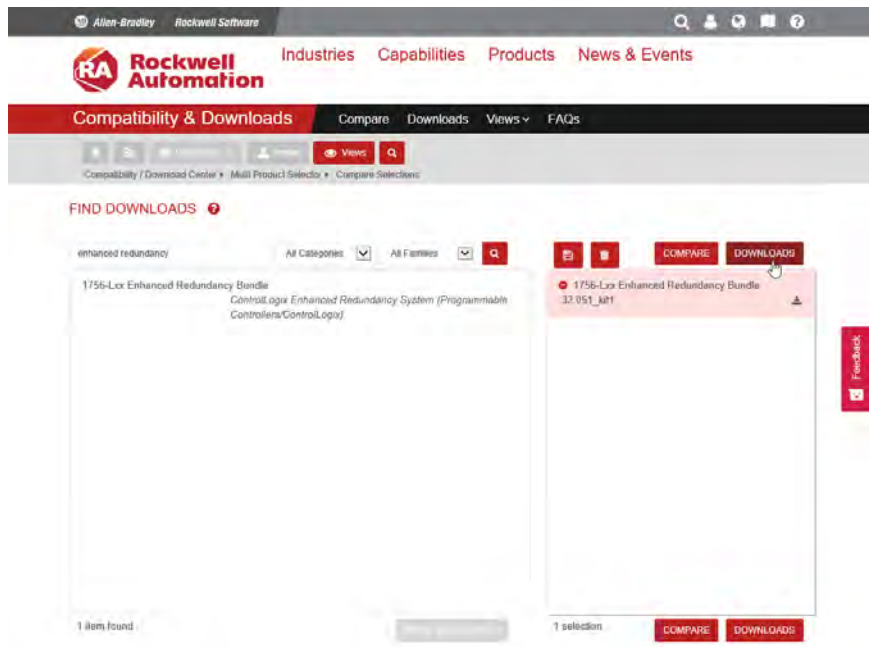 Allen-Bradley Rockwell Software
RA Rockwell Automation
Industries Capabilities Products News & Events
Compatibility & Downloads
Compare Downloads Views FAQs
Views
Compatibility / Download Center Multi Product Selector Compare Selections
FIND DOWNLOADS ?
enhanced redundancy All Categories All Families
COMPARE DOWNLOADS
1756-Lxx Enhanced Redundancy Bundle
ControlLogix Enhanced Redundancy System (Programmable
Controllers/ControlLogix)
1756-Lxx Enhanced Redundancy Bundle
32.051_kit1
Feedback
1 item found
1 selection
COMPARE DOWNLOADS